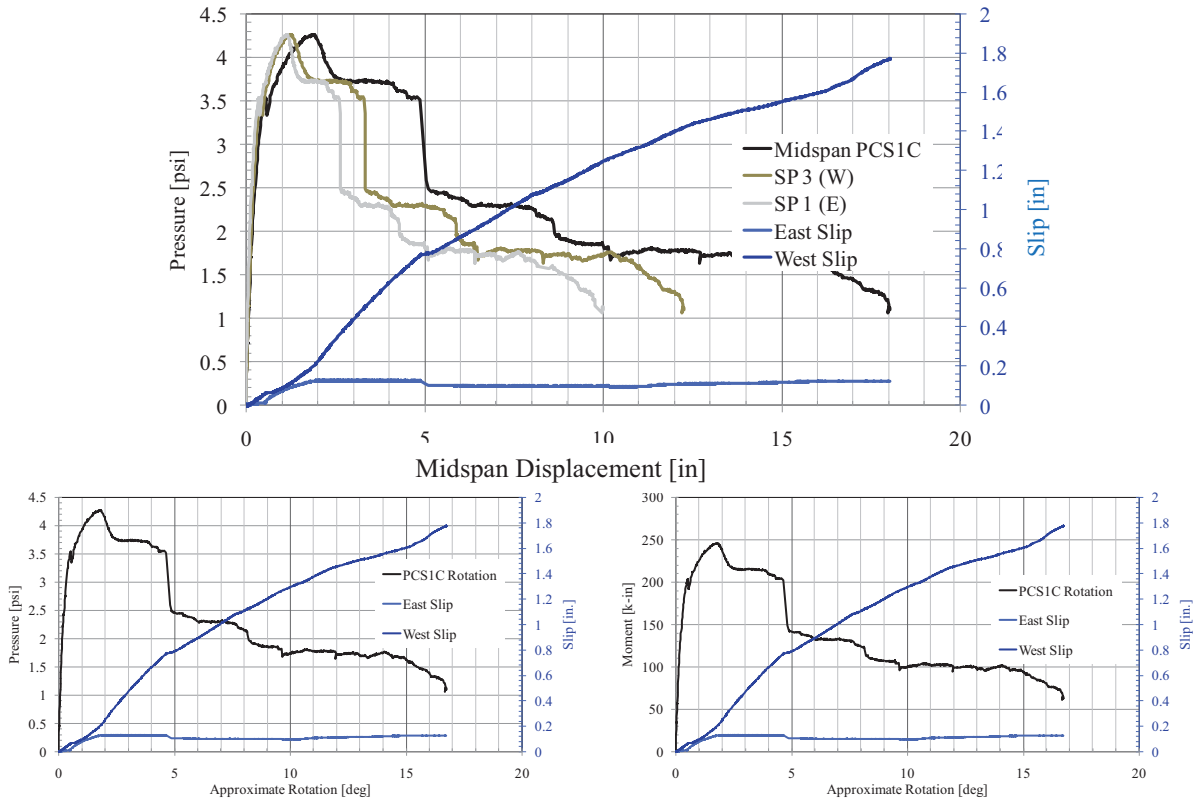 4.5
4
3.5
3
2.5
2
1.5
1
0.5
0
Pressure [psi]
2
1.8
1.6
1.4
1.2
1
0.8
0.6
0.4
0.2
0
Slip [in]
Midspan PCS1C
SP 3 (W)
SP 1 (E)
East Slip
West Slip
0 5 10 15 20
Midspan Displacement [in]
4.5
4
3.5
3
2.5
2
1.5
1
0.5
0
Pressure [psi]
PCS1C Rotation
East Slip
West Slip
2
1.8
1.6
1.4
1.2
1
0.8
0.6
0.4
0.2
0
Slip [in.]
0 5 10 15 20
Approximate Rotation [deg]
300
250
200
150
100
50
0
Moment [k-in]
PCS1C Rotation
East Slip
West Slip
2
1.8
1.6
1.4
1.2
1
0.8
0.6
0.4
0.2
0
Slip [in.]
0 5 10 15 20
Approximate Rotation [deg]